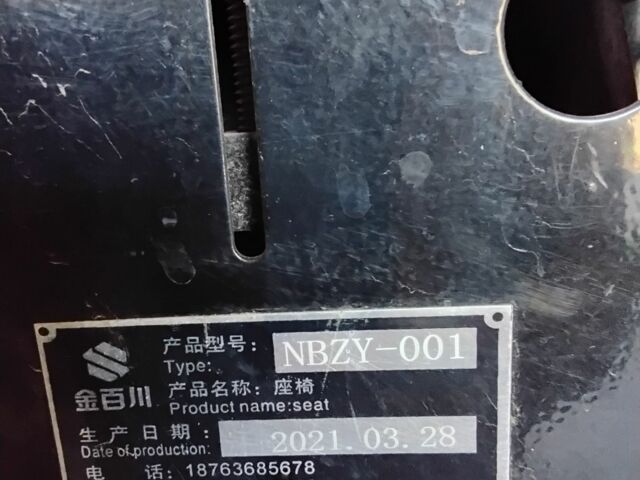 产品型号: NBZY-001
Type:
金百川
产品名称: 座椅
Product name:seat
生产日期: 2021.03.28
Date of production:
电 话: 18763685678